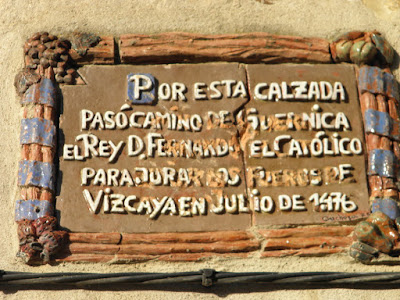 POR ESTA CALZADA
PASÓ CAMINO DE GUERNICA
EL REY D. FERNANDO EL CATÓLICO
PARA JURAR LOS FUEROS DE
VIZCAYA EN JULIO DE 1476